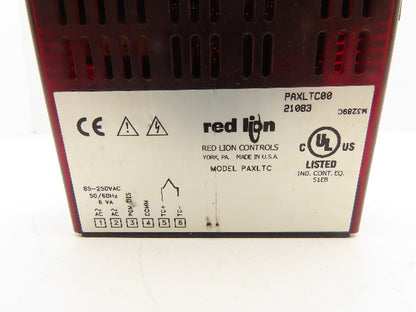 PAXLTC00
21083
M3289C
CE
red lion
RED LION CONTROLS
YORK, PA. MADE IN U.S.A.
MODEL PAXLTC
C UL US
LISTED
IND. CONT. EQ.
51EB
85-250VAC
50/60Hz
6 VA
AC AC PGM.DIS COMM TC+ TC-
1 2 3 4 5 6